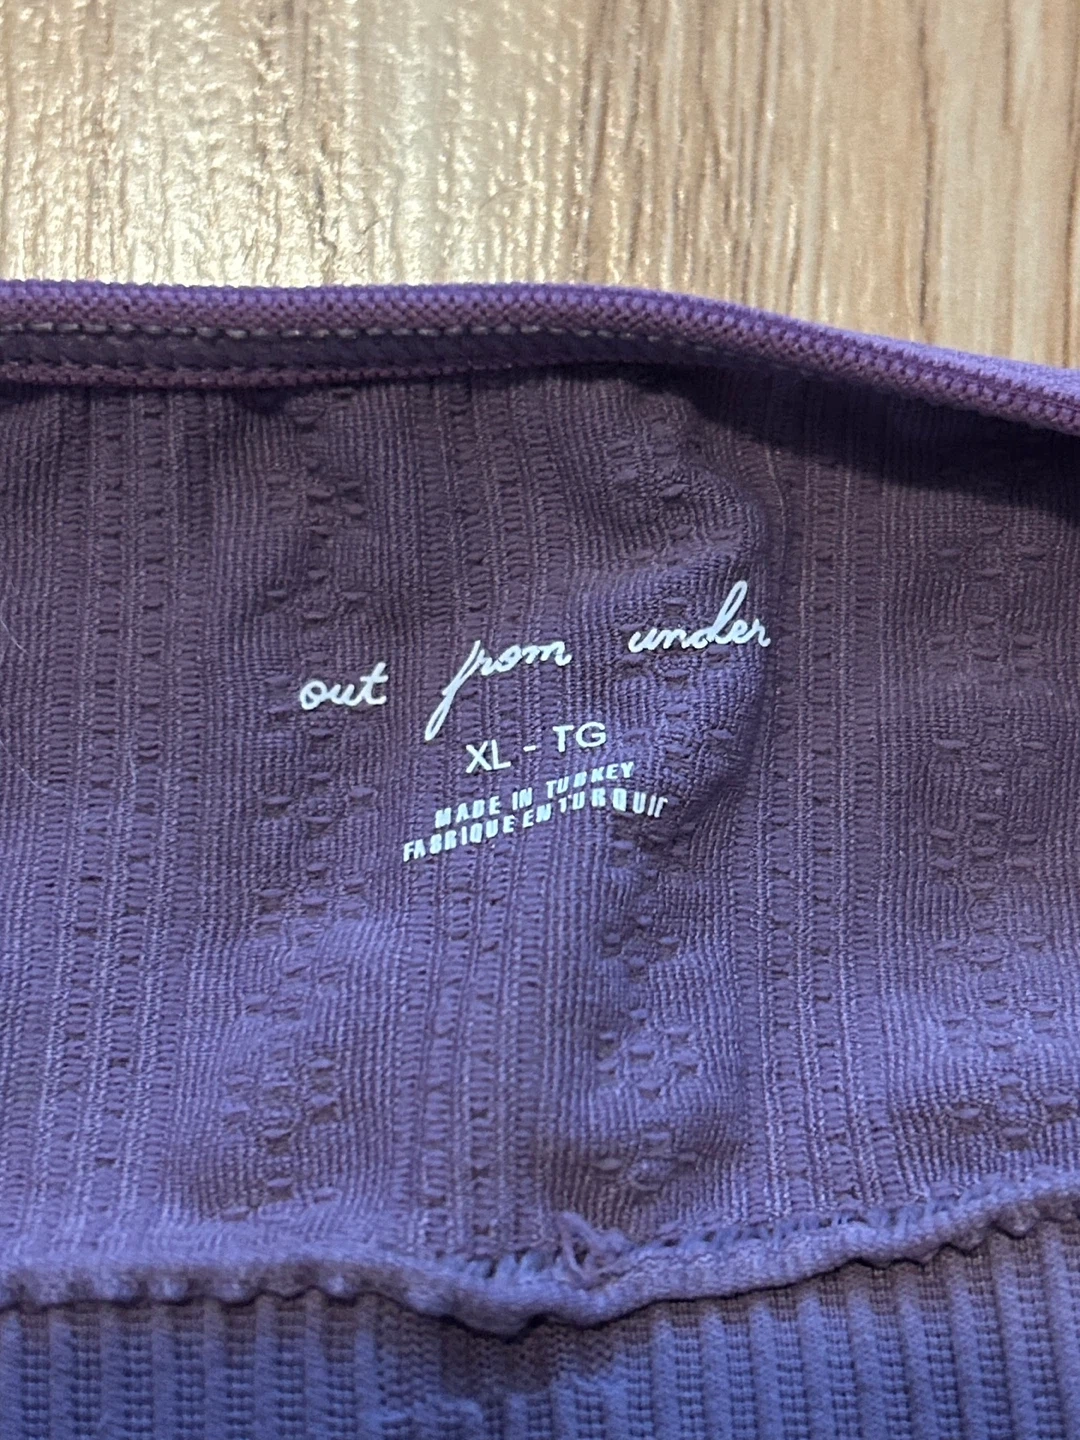 out from under
XL - TG
MADE IN TURKEY
FABRIQUE EN TURQUIE